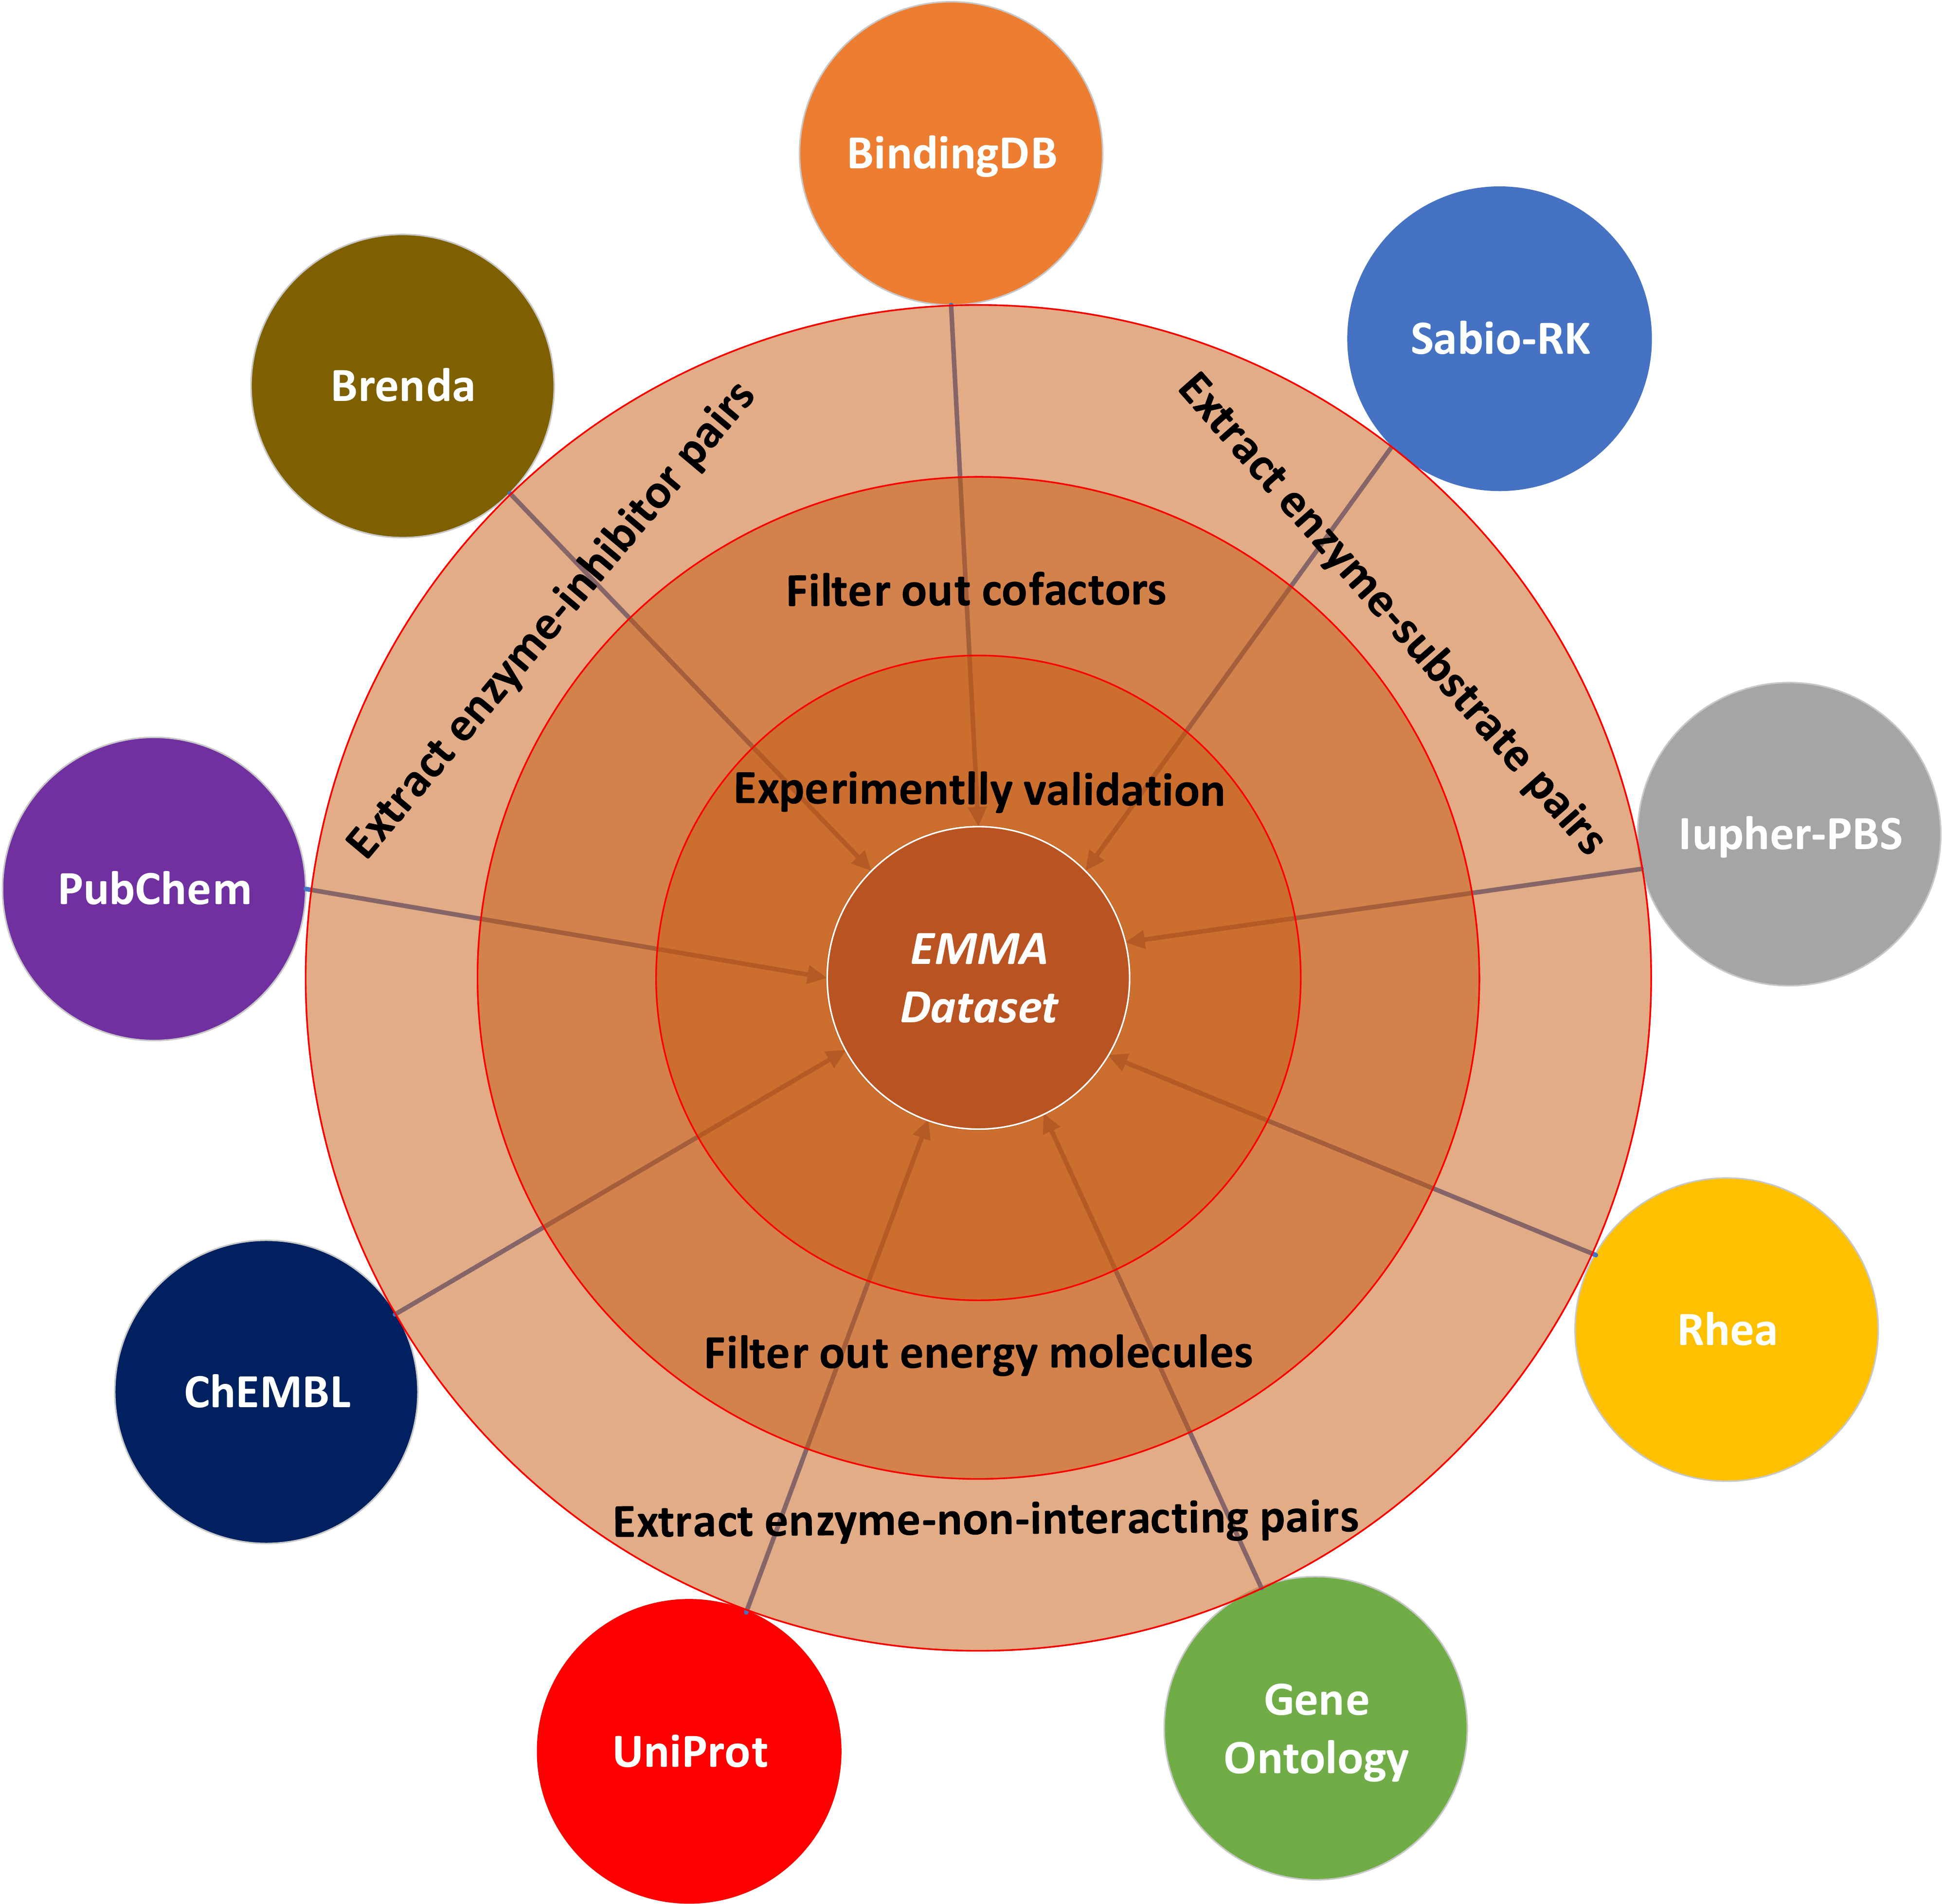 BindingDB
Sabio-RK
Brenda
Extract enzyme-inhibitor pairs
Extract enzyme-substrate pairs
Filter out cofactors
Experimentlly validation
Iupher-PBS
PubChem
EMMA
Dataset
Rhea
Filter out energy molecules
ChEMBL
Extract enzyme-non-interacting pairs
UniProt
Gene
Ontology